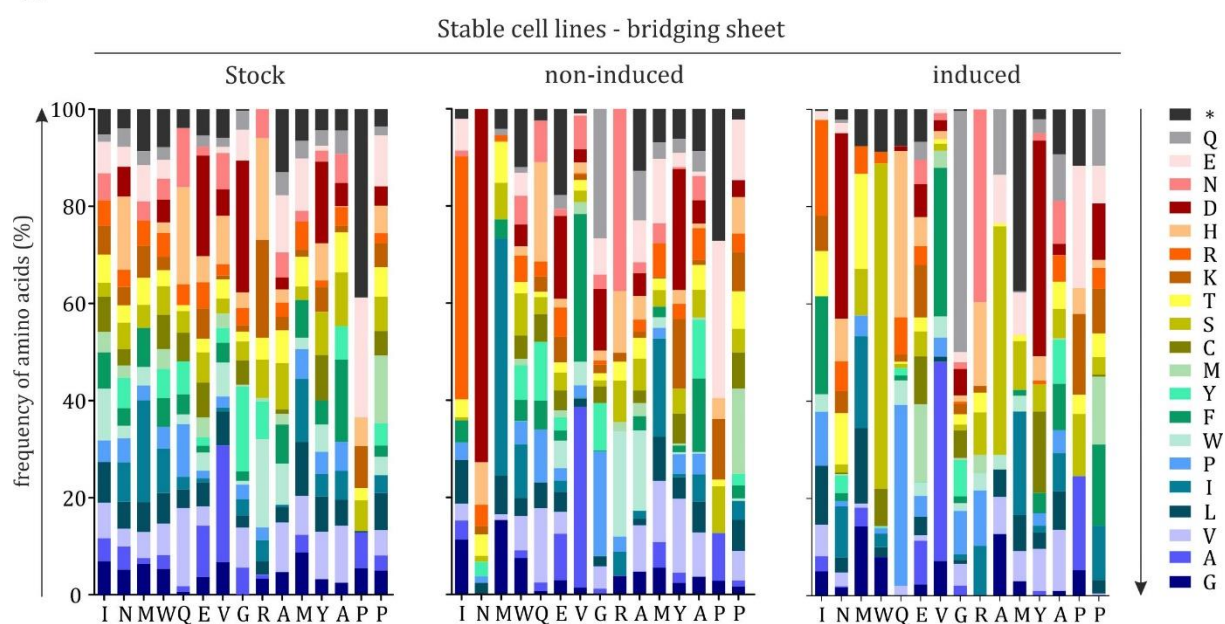 Stable cell lines - bridging sheet
Stock non-induced induced
frequency of amino acids (%)
100
80
60
40
20
0
I N M W Q E V G R A M Y A P P
I N M W Q E V G R A M Y A P P
I N M W Q E V G R A M Y A P P
*
Q
E
N
D
H
R
K
T
S
C
M
Y
F
W
P
I
L
V
A
G